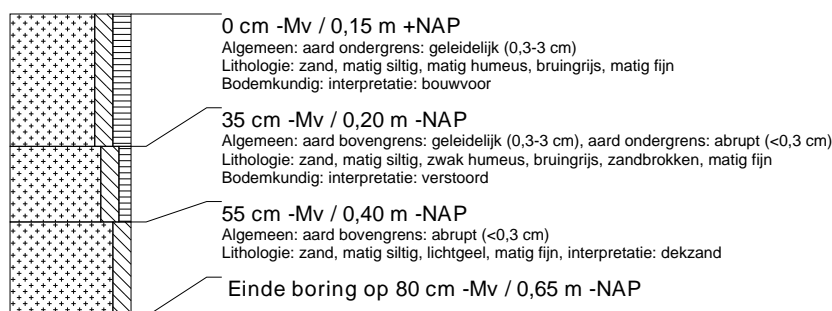 0 cm -Mv / 0,15 m +NAP
Algemeen: aard ondergrens: geleidelijk (0,3-3 cm)
Lithologie: zand, matig siltig, matig humeus, bruingrijs, matig fijn
Bodemkundig: interpretatie: bouwvoor
35 cm -Mv / 0,20 m -NAP
Algemeen: aard bovengrens: geleidelijk (0,3-3 cm), aard ondergrens: abrupt (<0,3 cm)
Lithologie: zand, matig siltig, zwak humeus, bruingrijs, zandbrokken, matig fijn
Bodemkundig: interpretatie: verstoord
55 cm -Mv / 0,40 m -NAP
Algemeen: aard bovengrens: abrupt (<0,3 cm)
Lithologie: zand, matig siltig, lichtgeel, matig fijn, interpretatie: dekzand
Einde boring op 80 cm -Mv / 0,65 m -NAP